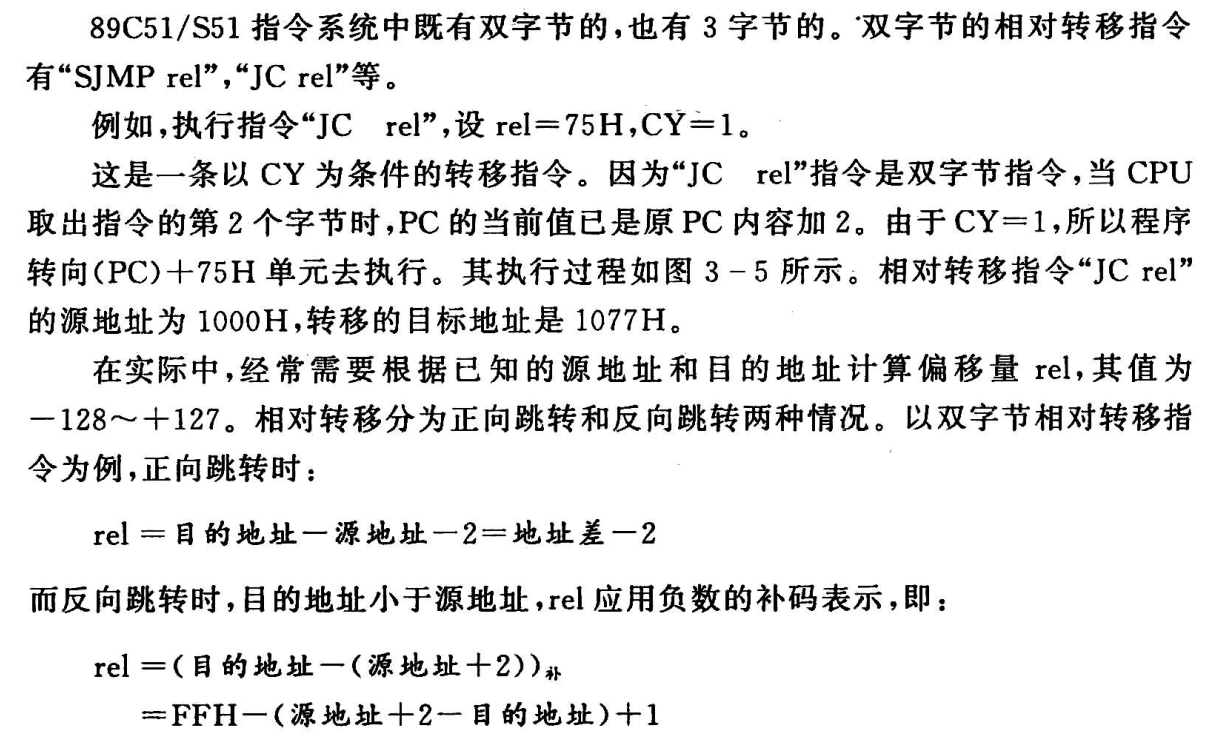 89C51/S51 指令系统中既有双字节的,也有 3 字节的。双字节的相对转移指令
有“SJMP rel”,“JC rel”等。
例如,执行指令“JC rel”,设 rel=75H,CY=1。
这是一条以 CY 为条件的转移指令。因为“JC rel”指令是双字节指令,当 CPU
取出指令的第 2 个字节时,PC 的当前值已是原 PC 内容加 2。由于 CY=1,所以程序
转向(PC)+75H 单元去执行。其执行过程如图 3-5 所示。相对转移指令“JC rel”
的源地址为 1000H,转移的目标地址是 1077H。
在实际中,经常需要根据已知的源地址和目的地址计算偏移量 rel,其值为
-128~+127。相对转移分为正向跳转和反向跳转两种情况。以双字节相对转移指
令为例,正向跳转时:
rel=目的地址-源地址-2=地址差-2
而反向跳转时,目的地址小于源地址,rel 应用负数的补码表示,即:
rel=(目的地址-(源地址+2))补
=FFH-(源地址+2-目的地址)+1